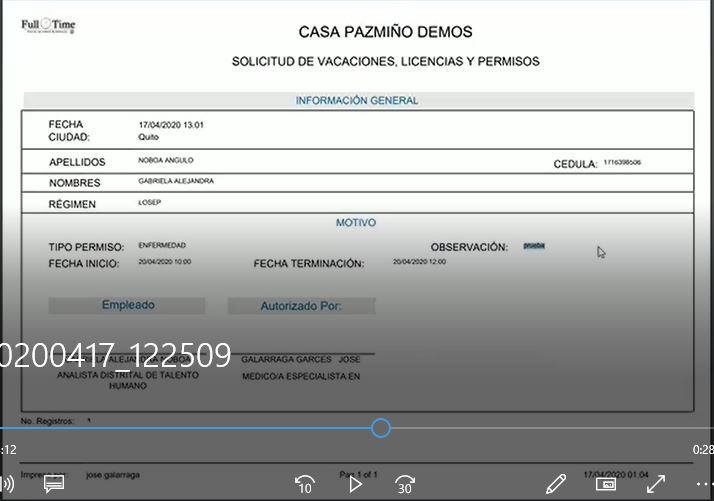 Full Time
CASA PAZMIÑO DEMOS
SOLICITUD DE VACACIONES, LICENCIAS Y PERMISOS
INFORMACIÓN GENERAL
FECHA 17/04/2020 13:01
CIUDAD: Quito
APELLIDOS NOBOA ANGULO CEDULA: 1716398506
NOMBRES GABRIELA ALEJANDRA
RÉGIMEN LOSEP
MOTIVO
TIPO PERMISO: ENFERMEDAD OBSERVACIÓN: prueba
FECHA INICIO: 20/04/2020 10:00 FECHA TERMINACIÓN: 20/04/2020 12:00
Empleado Autorizado Por:
0200417_122509
GABRIELA ALEJANDRA NOBOA GALARRAGA GARCES JOSE
ANALISTA DISTRITAL DE TALENTO HUMANO MEDICO/A ESPECIALISTA EN
No. Registros: 1
:12 0:28
10 30
Impreso por: jose galarraga Pag 1 of 1 17/04/2020 01:04